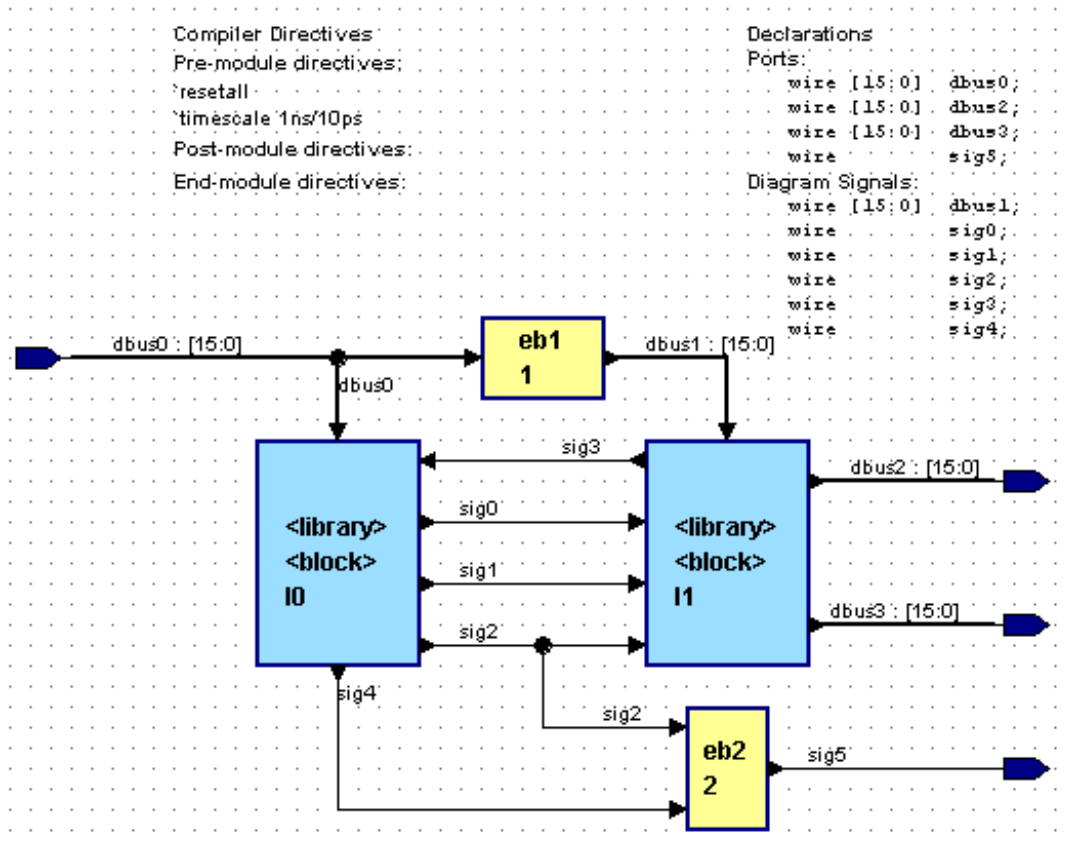 Compiler Directives
Pre-module directives:
`resetall
`timescale 1ns/10ps
Post-module directives:
End-module directives:
Declarations
Ports:
wire [15:0] dbus0;
wire [15:0] dbus2;
wire [15:0] dbus3;
wire sig5;
Diagram Signals:
wire [15:0] dbus1;
wire sig0;
wire sig1;
wire sig2;
wire sig3;
wire sig4;
dbus0 : [15:0]
eb1
1
dbus1 : [15:0]
dbus0
sig3
dbus2 : [15:0]
sig0
<library>
<block>
I0
<library>
<block>
I1
sig1
dbus3 : [15:0]
sig2
sig4
sig2
eb2
2
sig5